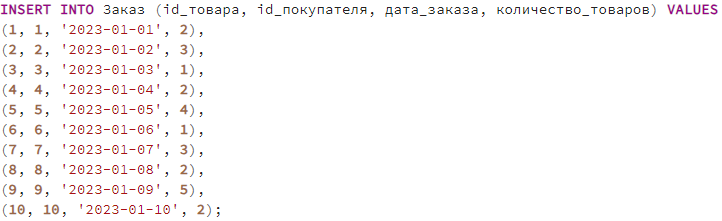 INSERT INTO Заказ (id_товара, id_покупателя, дата_заказа, количество_товаров) VALUES
(1, 1, '2023-01-01', 2),
(2, 2, '2023-01-02', 3),
(3, 3, '2023-01-03', 1),
(4, 4, '2023-01-04', 2),
(5, 5, '2023-01-05', 4),
(6, 6, '2023-01-06', 1),
(7, 7, '2023-01-07', 3),
(8, 8, '2023-01-08', 2),
(9, 9, '2023-01-09', 5),
(10, 10, '2023-01-10', 2);